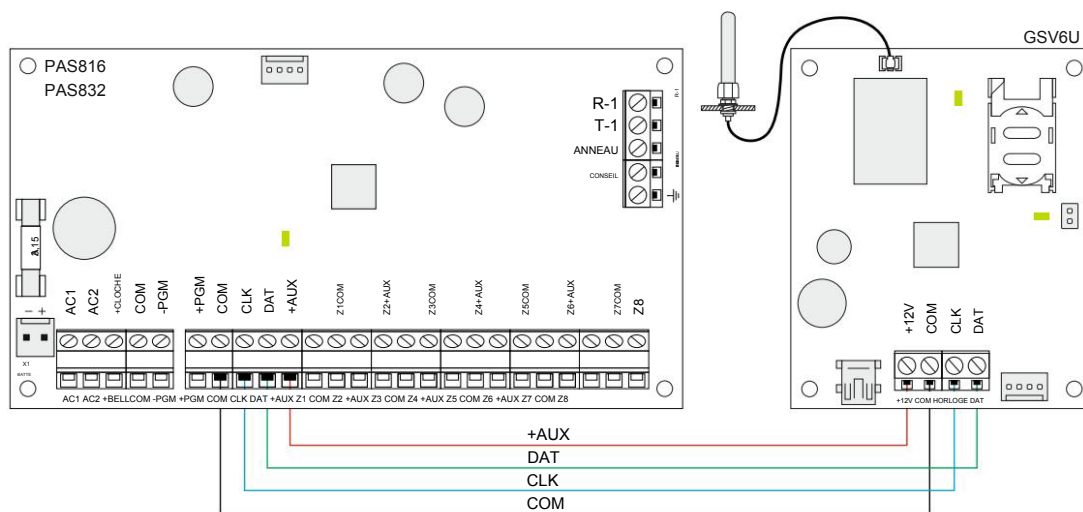 PAS816
PAS832
GSV6U
R-1
T-1
ANNEAU
CONSEIL
R-1
AC1
AC2
+CLOCHE
COM
-PGM
+PGM
COM
CLK
DAT
+AUX
Z1COM
Z2+AUX
Z3COM
Z4+AUX
Z5COM
Z6+AUX
Z7COM
Z8
- +
X1
BATTE
AC1 AC2 +BELLCOM -PGM +PGM COM CLK DAT +AUX Z1 COM Z2 +AUX Z3 COM Z4 +AUX Z5 COM Z6 +AUX Z7 COM Z8
+12V
COM
CLK
DAT
+12V COM HORLOGE DAT
+AUX
DAT
CLK
COM